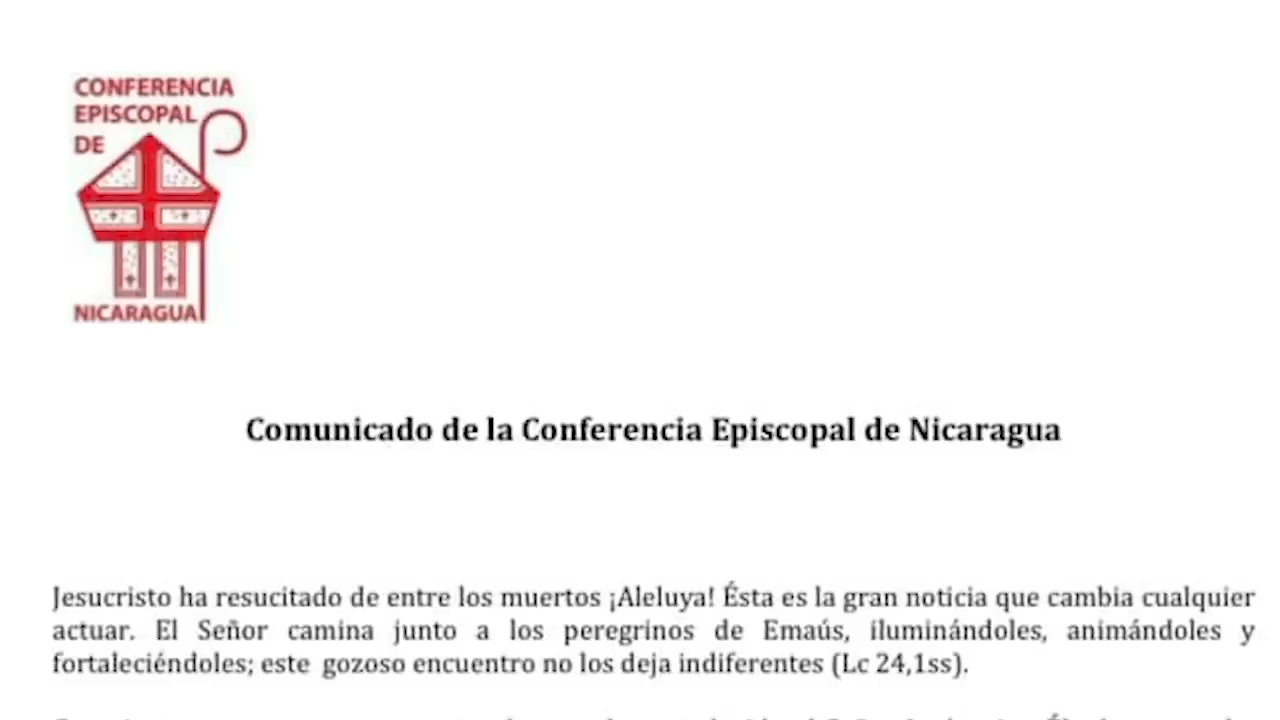 CONFERENCIA
EPISCOPAL
DE
NICARAGUA
Comunicado de la Conferencia Episcopal de Nicaragua
Jesucristo ha resucitado de entre los muertos ¡Aleluya! Ésta es la gran noticia que cambia cualquier
actuar. El Señor camina junto a los peregrinos de Emaús, iluminándoles, animándoles y
fortaleciéndoles; este gozoso encuentro no los deja indiferentes (Lc 24,1ss).